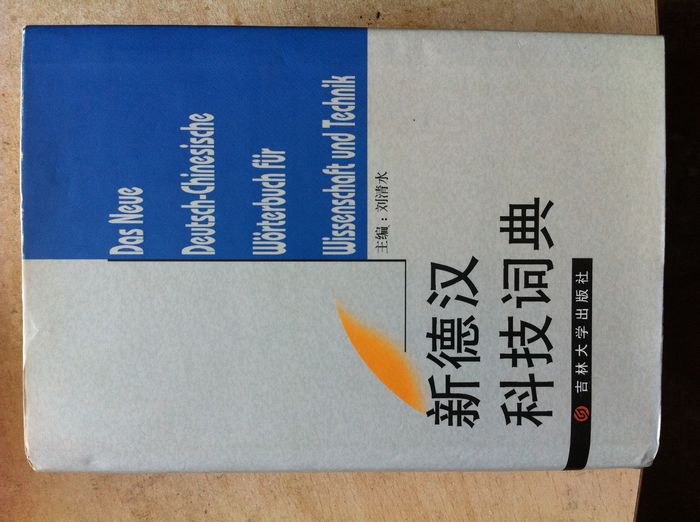 Das Neue
Deutsch-Chinesische
Wörterbuch für
Wissenschaft und Technik
主编：刘清水
新德汉
科技词典
吉林大学出版社